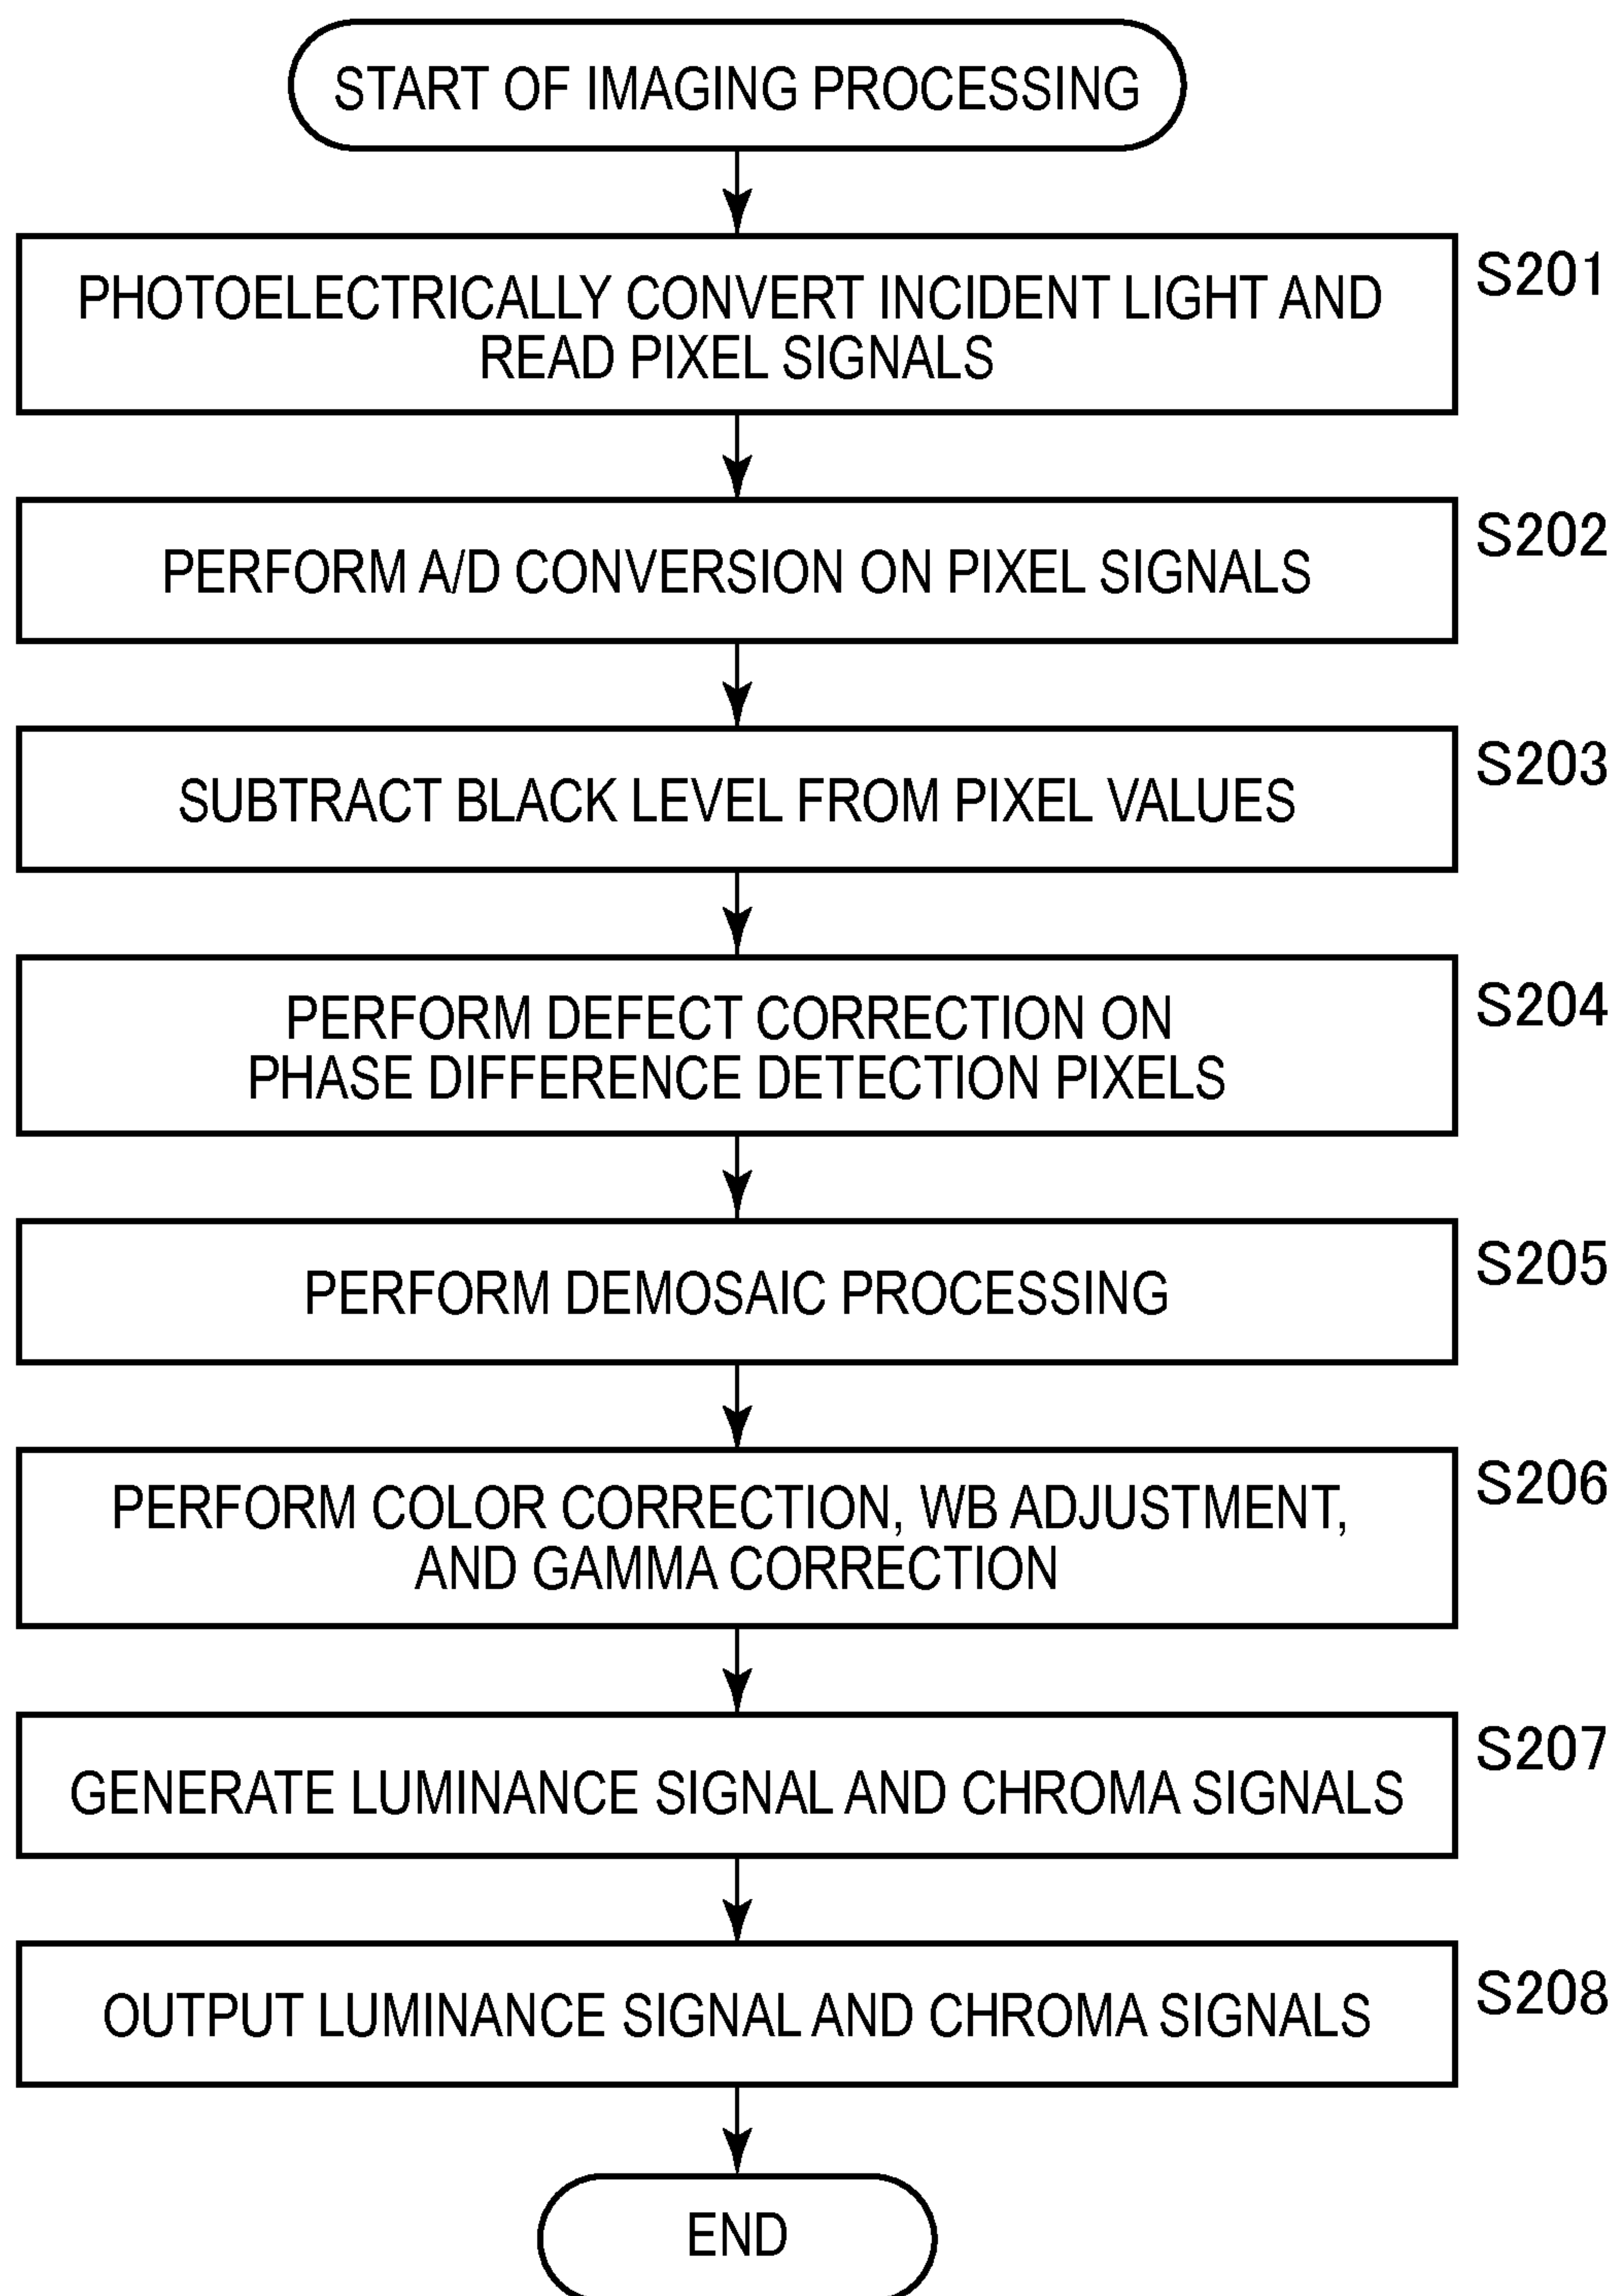 START OF IMAGING PROCESSING
PHOTOELECTRICALLY CONVERT INCIDENT LIGHT AND
READ PIXEL SIGNALS
S201
PERFORM A/D CONVERSION ON PIXEL SIGNALS
S202
SUBTRACT BLACK LEVEL FROM PIXEL VALUES
S203
PERFORM DEFECT CORRECTION ON
PHASE DIFFERENCE DETECTION PIXELS
S204
PERFORM DEMOSAIC PROCESSING
S205
PERFORM COLOR CORRECTION, WB ADJUSTMENT,
AND GAMMA CORRECTION
S206
GENERATE LUMINANCE SIGNAL AND CHROMA SIGNALS
S207
OUTPUT LUMINANCE SIGNAL AND CHROMA SIGNALS
S208
END